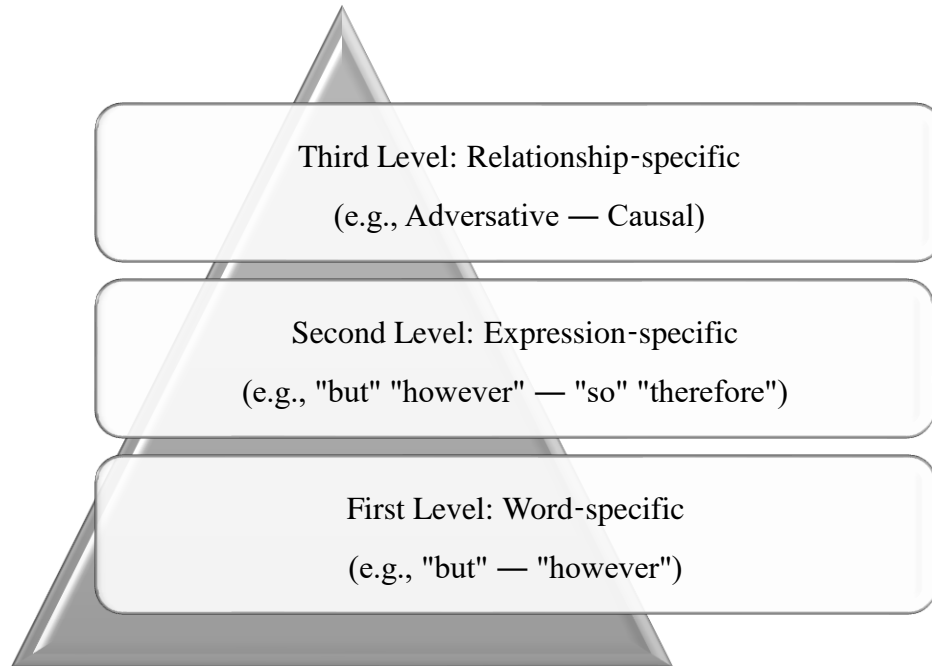 Third Level: Relationship-specific
(e.g., Adversative — Causal)
Second Level: Expression-specific
(e.g., "but" "however" — "so" "therefore")
First Level: Word-specific
(e.g., "but" — "however")